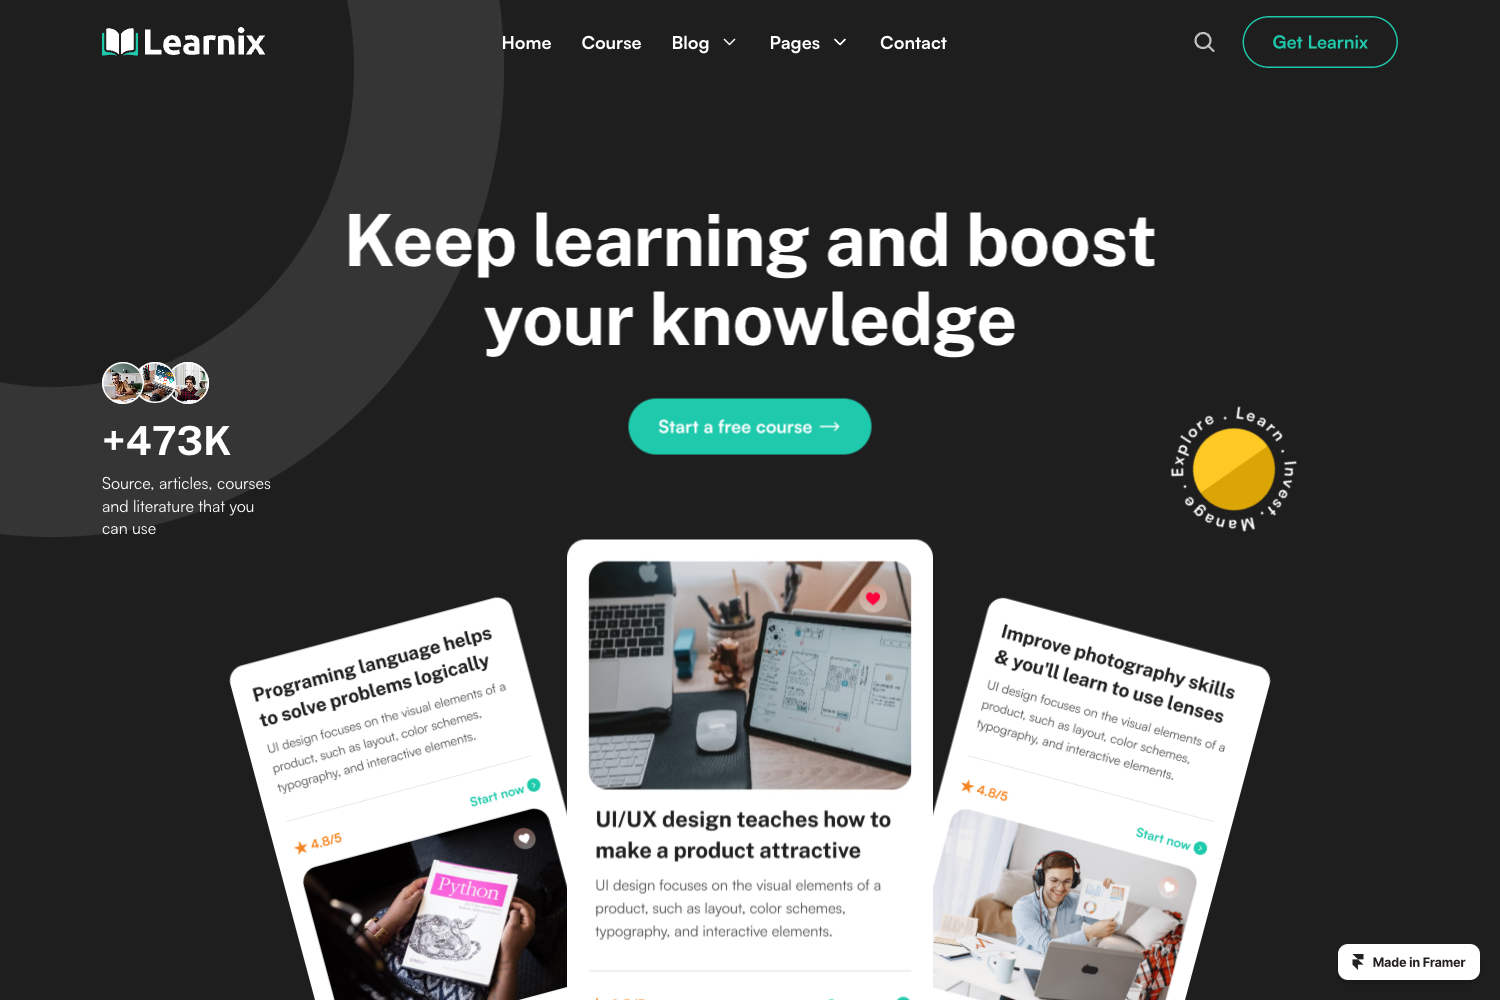 Learnix
Home Course Blog Pages Contact
Get Learnix
Keep learning and boost
your knowledge
Start a free course
+473K
Source, articles, courses
and literature that you
can use
Explore . Learn . Invest . Manage .
Programing language helps
to solve problems logically
UI design focuses on the visual elements of a
product, such as layout, color schemes,
typography, and interactive elements.
Start now
4.8/5
Python
UI/UX design teaches how to
make a product attractive
UI design focuses on the visual elements of a
product, such as layout, color schemes,
typography, and interactive elements.
Improve photography skills
& you'll learn to use lenses
UI design focuses on the visual elements of a
product, such as layout, color schemes,
typography, and interactive elements.
4.8/5
Start now
Made in Framer